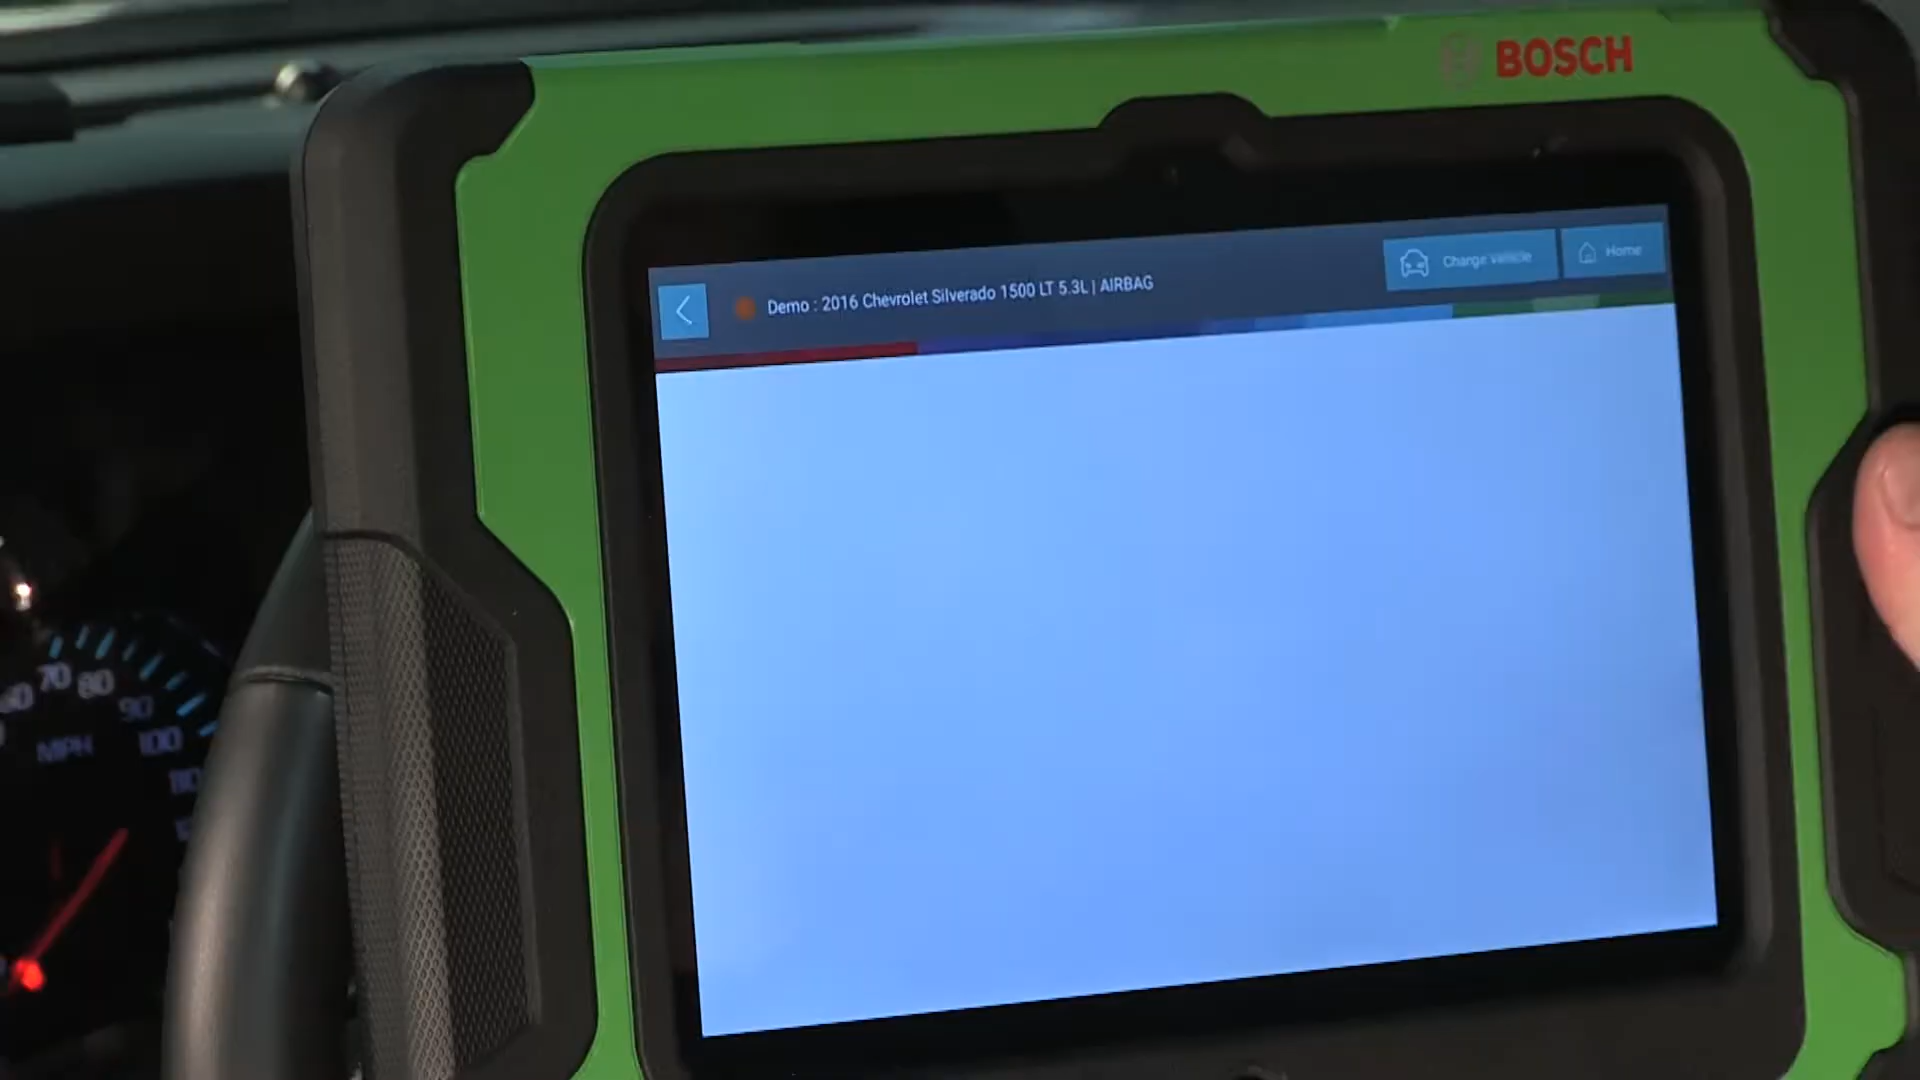 BOSCH
Demo : 2016 Chevrolet Silverado 1500 LT 5.3L | AIRBAG
Change vehicle
Home
70
80
90
100
MPH